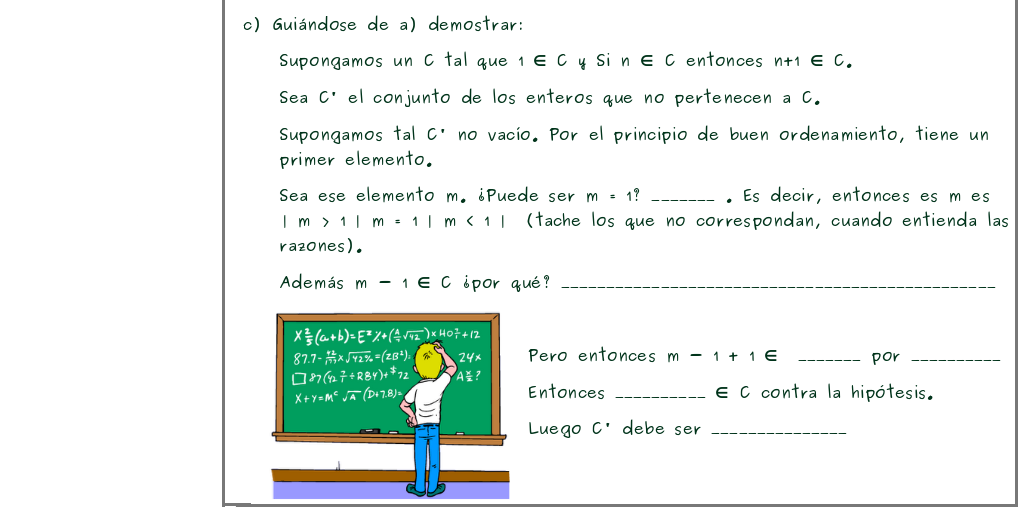 c) Guiándose de a) demostrar:
Supongamos un C tal que 1 ∈ C y Si n ∈ C entonces n+1 ∈ C.
Sea C' el conjunto de los enteros que no pertenecen a C.
Supongamos tal C' no vacío. Por el principio de buen ordenamiento, tiene un
primer elemento.
Sea ese elemento m. ¿Puede ser m = 1? _______ . Es decir, entonces es m es
| m > 1 | m = 1 | m < 1 | (tache los que no correspondan, cuando entienda las
razones).
Además m – 1 ∈ C ¿por qué? ________________________________________________
Pero entonces m – 1 + 1 ∈ _______ por __________
Entonces __________ ∈ C contra la hipótesis.
Luego C' debe ser _______________